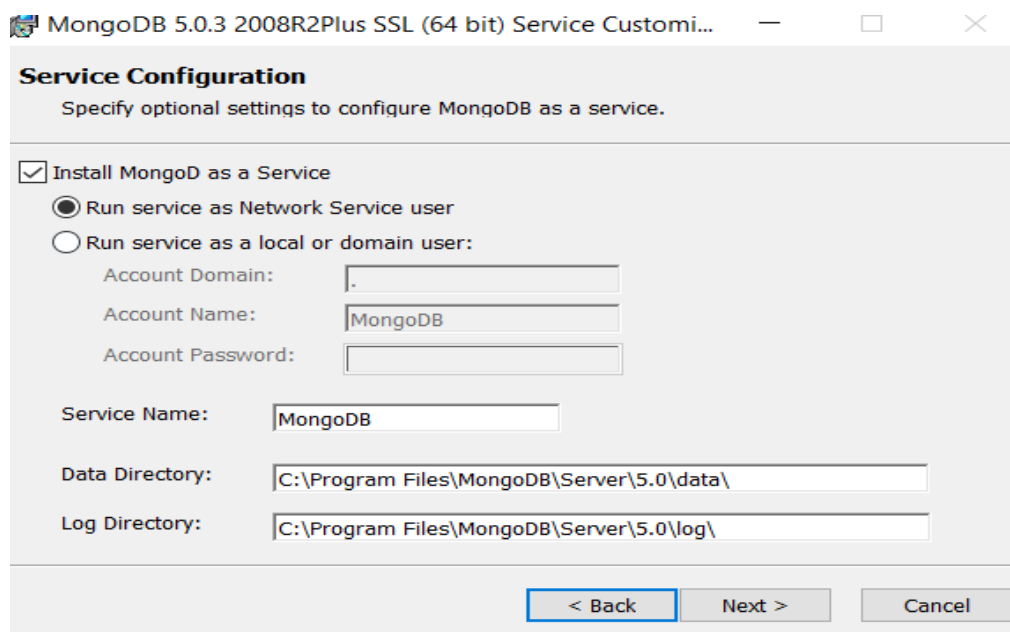 MongoDB 5.0.3 2008R2Plus SSL (64 bit) Service Customi...
Service Configuration
Specify optional settings to configure MongoDB as a service.
Install MongoD as a Service
Run service as Network Service user
Run service as a local or domain user:
Account Domain: .
Account Name: MongoDB
Account Password:
Service Name: MongoDB
Data Directory: C:\Program Files\MongoDB\Server\5.0\data\
Log Directory: C:\Program Files\MongoDB\Server\5.0\log\
< Back Next > Cancel